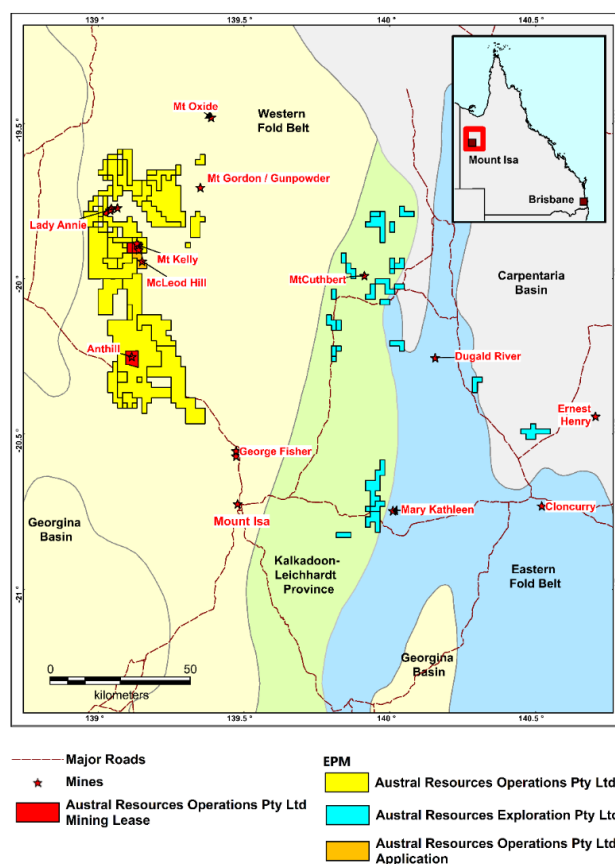 139°
139.5°
140°
140.5°
-19.5°
-20°
-20.5°
-21°
Mt Oxide
Western
Fold Belt
Mt Gordon / Gunpowder
Lady Annie
Mt Kelly
McLeod Hill
MtCuthbert
Carpentaria
Basin
Anthill
Dugald River
Ernest
Henry
George Fisher
Mount Isa
Mary Kathleen
Cloncurry
Georgina
Basin
Kalkadoon-
Leichhardt
Province
Eastern
Fold Belt
Georgina
Basin
Mount Isa
Brisbane
0
50
kilometers
139°
139.5°
140°
140.5°
Major Roads
Mines
Austral Resources Operations Pty Ltd
Mining Lease
EPM
Austral Resources Operations Pty Ltd
Austral Resources Exploration Pty Ltd
Austral Resources Operations Pty Ltd
Application